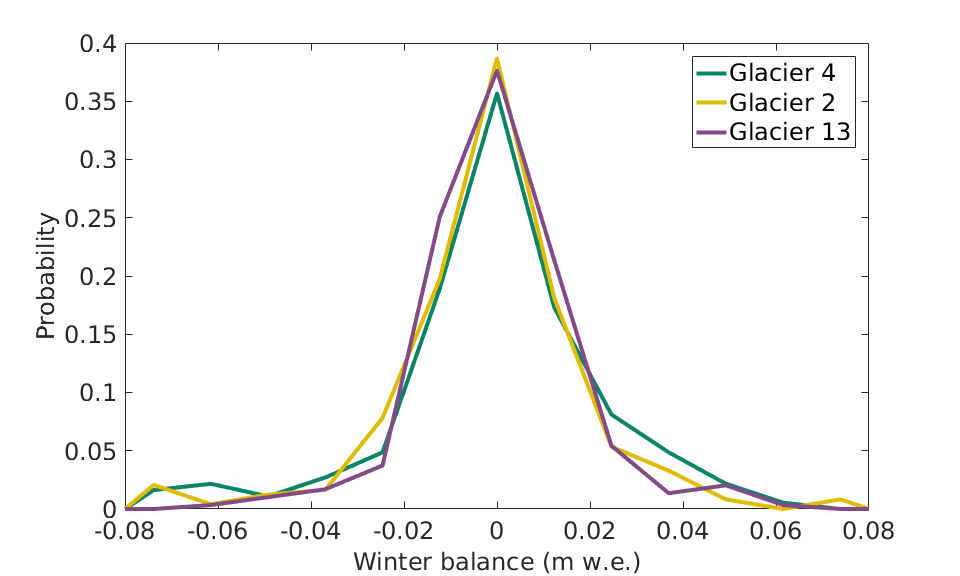 0.4
0.35
0.3
0.25
0.2
0.15
0.1
0.05
0
Probability
-0.08 -0.06 -0.04 -0.02 0 0.02 0.04 0.06 0.08
Winter balance (m w.e.)
Glacier 4
Glacier 2
Glacier 13